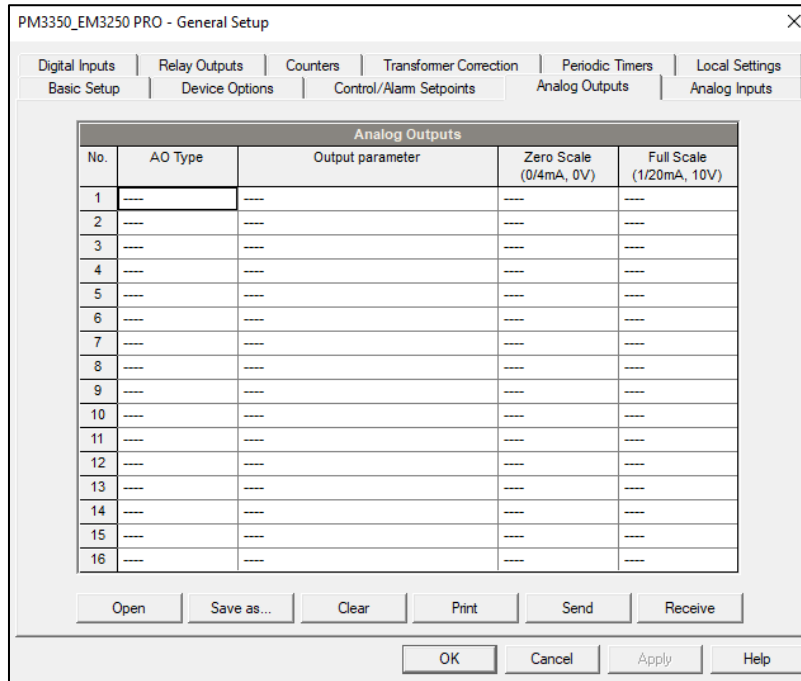 PM3350_EM3250 PRO - General Setup
Digital Inputs Relay Outputs Counters Transformer Correction Periodic Timers Local Settings
Basic Setup Device Options Control/Alarm Setpoints Analog Outputs Analog Inputs
Analog Outputs
No. AO Type Output parameter Zero Scale (0/4mA, 0V) Full Scale (1/20mA, 10V)
1 ---- ---- ---- ----
2 ---- ---- ---- ----
3 ---- ---- ---- ----
4 ---- ---- ---- ----
5 ---- ---- ---- ----
6 ---- ---- ---- ----
7 ---- ---- ---- ----
8 ---- ---- ---- ----
9 ---- ---- ---- ----
10 ---- ---- ---- ----
11 ---- ---- ---- ----
12 ---- ---- ---- ----
13 ---- ---- ---- ----
14 ---- ---- ---- ----
15 ---- ---- ---- ----
16 ---- ---- ---- ----
Open Save as... Clear Print Send Receive
OK Cancel Apply Help